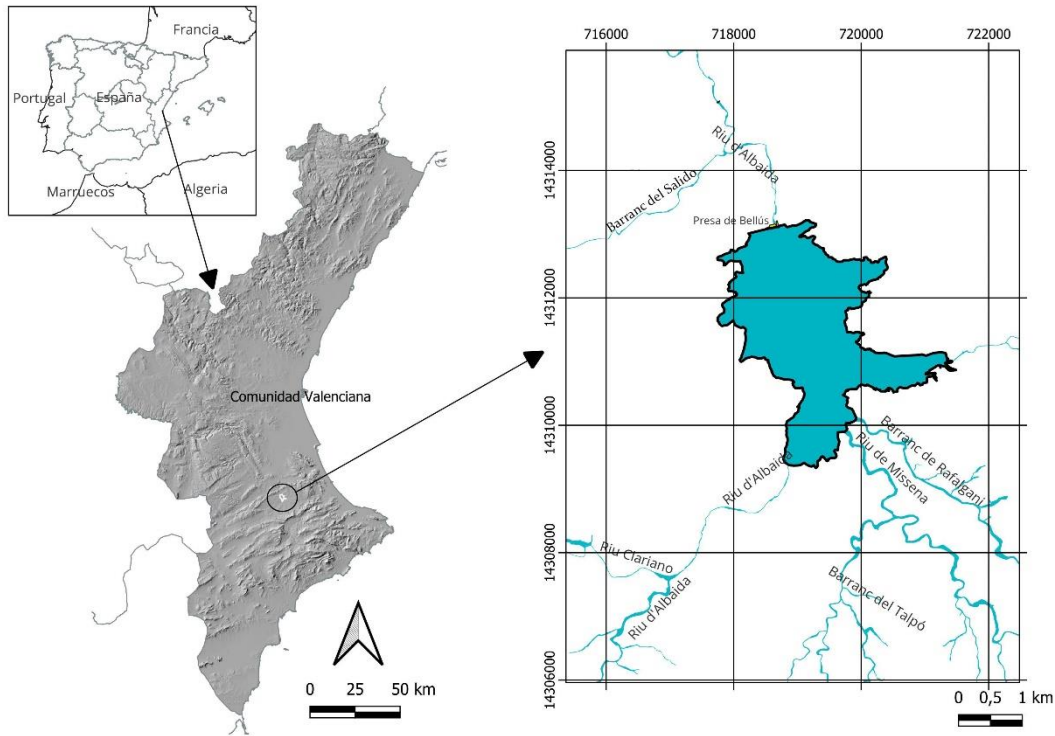 Francia
Portugal
España
Marruecos
Algeria
Comunidad Valenciana
0 25 50 km
716000 718000 720000 722000
14314000
14312000
14310000
14308000
14306000
Riu d'Albaida
Barranc del Salido
Presa de Bellús
Barranc de Rafalgani
Riu de Missena
Riu d'Albaida
Riu Clariano
Riu d'Albaida
Barranc del Talpó
0 0,5 1 km